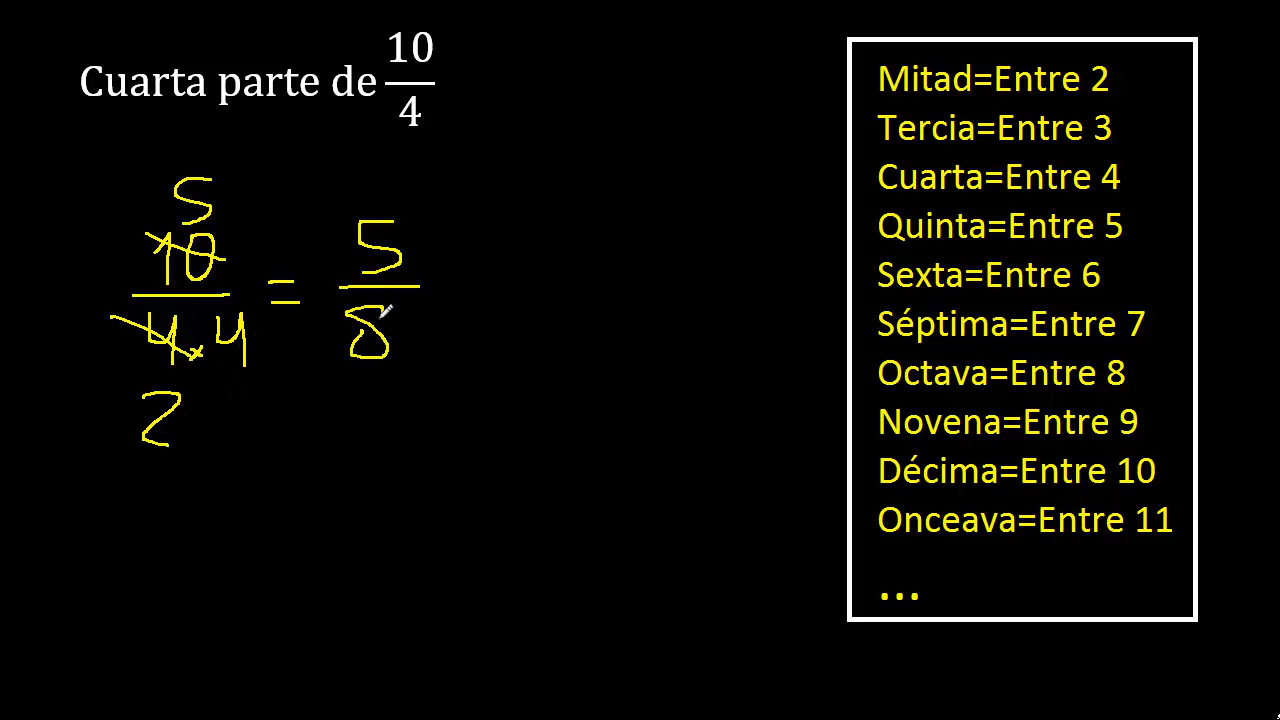 Cuarta parte de 10/4
5
10
4 . 4
2
= 5/8
Mitad=Entre 2
Tercia=Entre 3
Cuarta=Entre 4
Quinta=Entre 5
Sexta=Entre 6
Séptima=Entre 7
Octava=Entre 8
Novena=Entre 9
Décima=Entre 10
Onceava=Entre 11
...